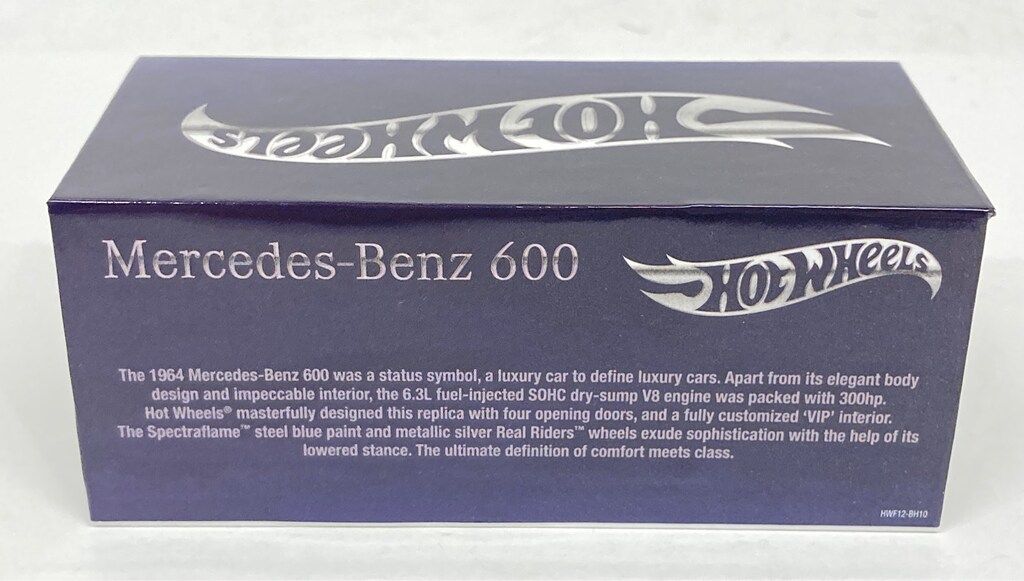 HOT WHEELS
Mercedes-Benz 600
HOT WHEELS
The 1964 Mercedes-Benz 600 was a status symbol, a luxury car to define luxury cars. Apart from its elegant body
design and impeccable interior, the 6.3L fuel-injected SOHC dry-sump V8 engine was packed with 300hp.
Hot Wheels® masterfully designed this replica with four opening doors, and a fully customized ‘VIP’ interior.
The Spectraflame™ steel blue paint and metallic silver Real Riders™ wheels exude sophistication with the help of its
lowered stance. The ultimate definition of comfort meets class.
HWF12-BH10